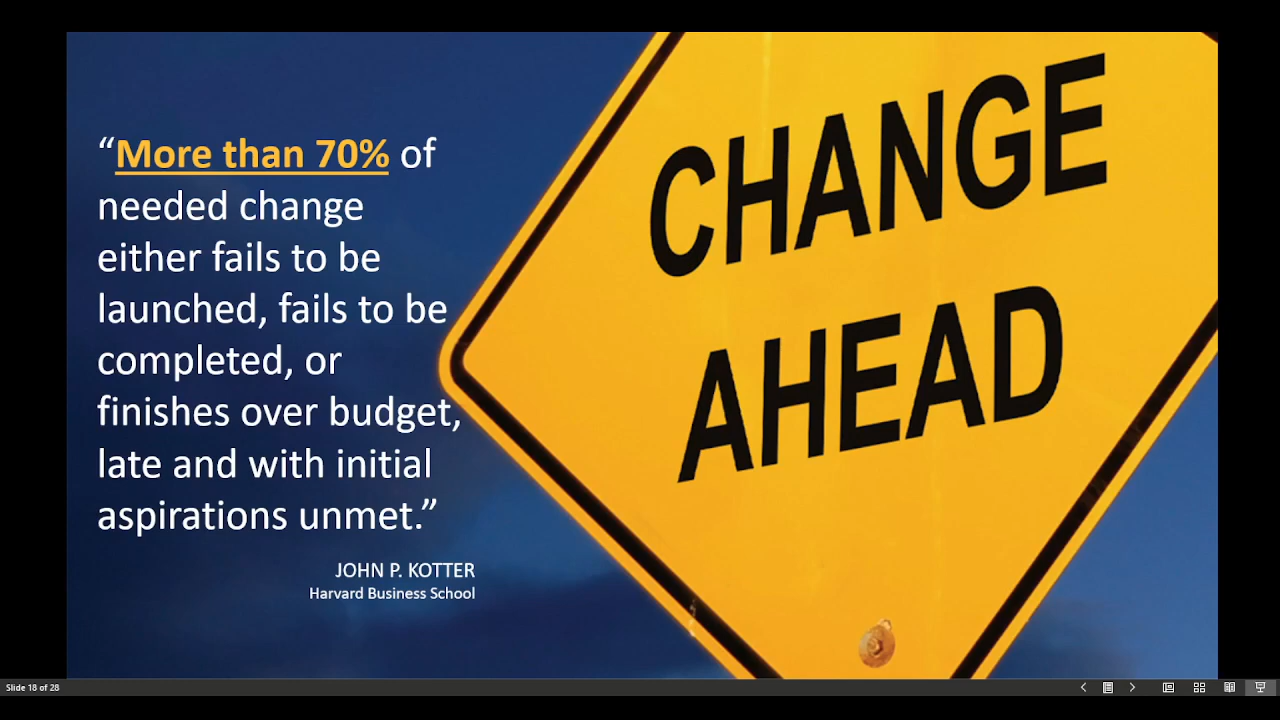 “More than 70% of
needed change
either fails to be
launched, fails to be
completed, or
finishes over budget,
late and with initial
aspirations unmet.”
JOHN P. KOTTER
Harvard Business School
CHANGE
AHEAD
Slide 18 of 28